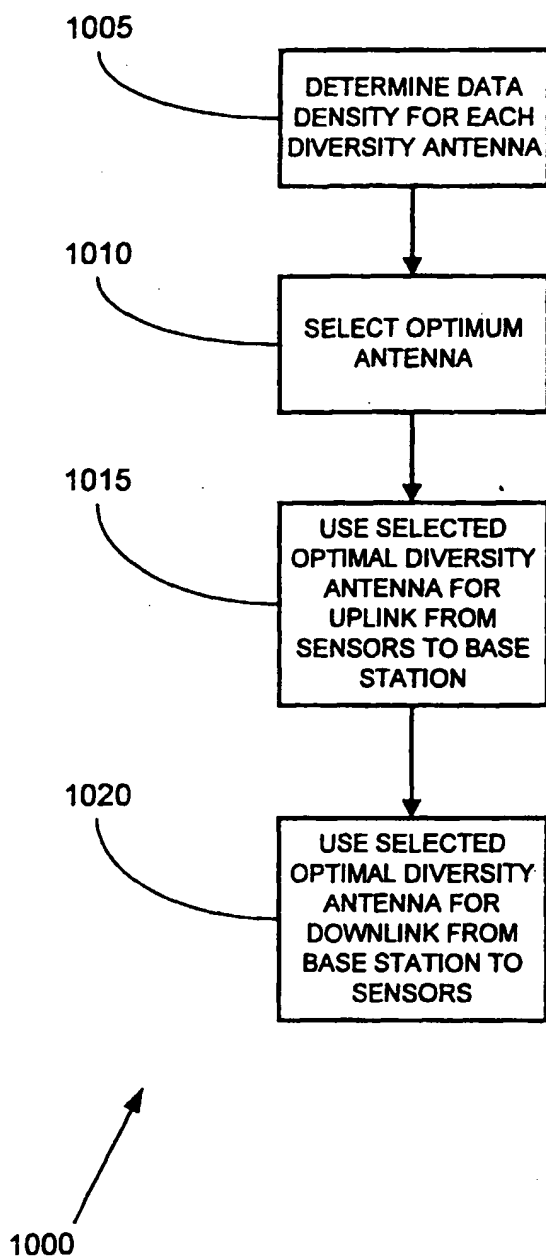 1005
DETERMINE DATA
DENSITY FOR EACH
DIVERSITY ANTENNA
1010
SELECT OPTIMUM
ANTENNA
1015
USE SELECTED
OPTIMAL DIVERSITY
ANTENNA FOR
UPLINK FROM
SENSORS TO BASE
STATION
1020
USE SELECTED
OPTIMAL DIVERSITY
ANTENNA FOR
DOWNLINK FROM
BASE STATION TO
SENSORS
1000